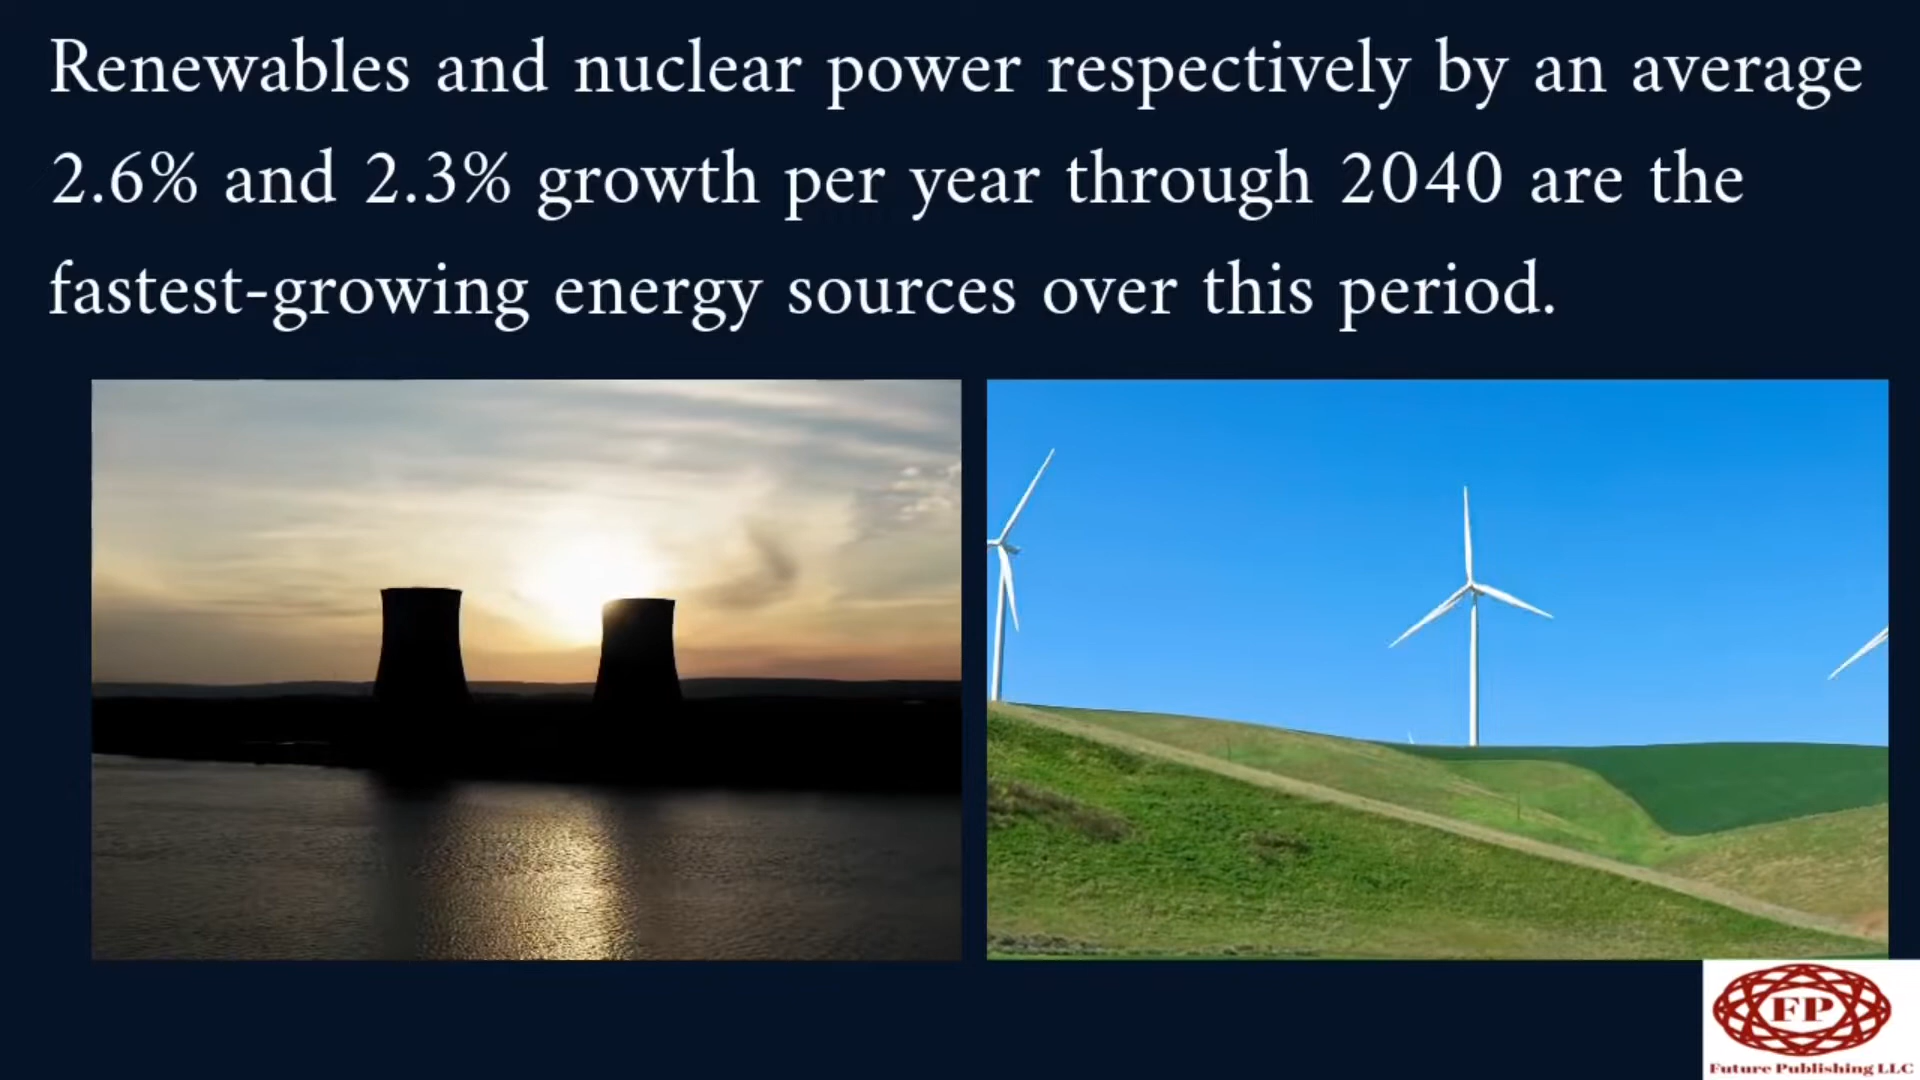 Renewables and nuclear power respectively by an average
2.6% and 2.3% growth per year through 2040 are the
fastest-growing energy sources over this period.
FP
Future Publishing LLC